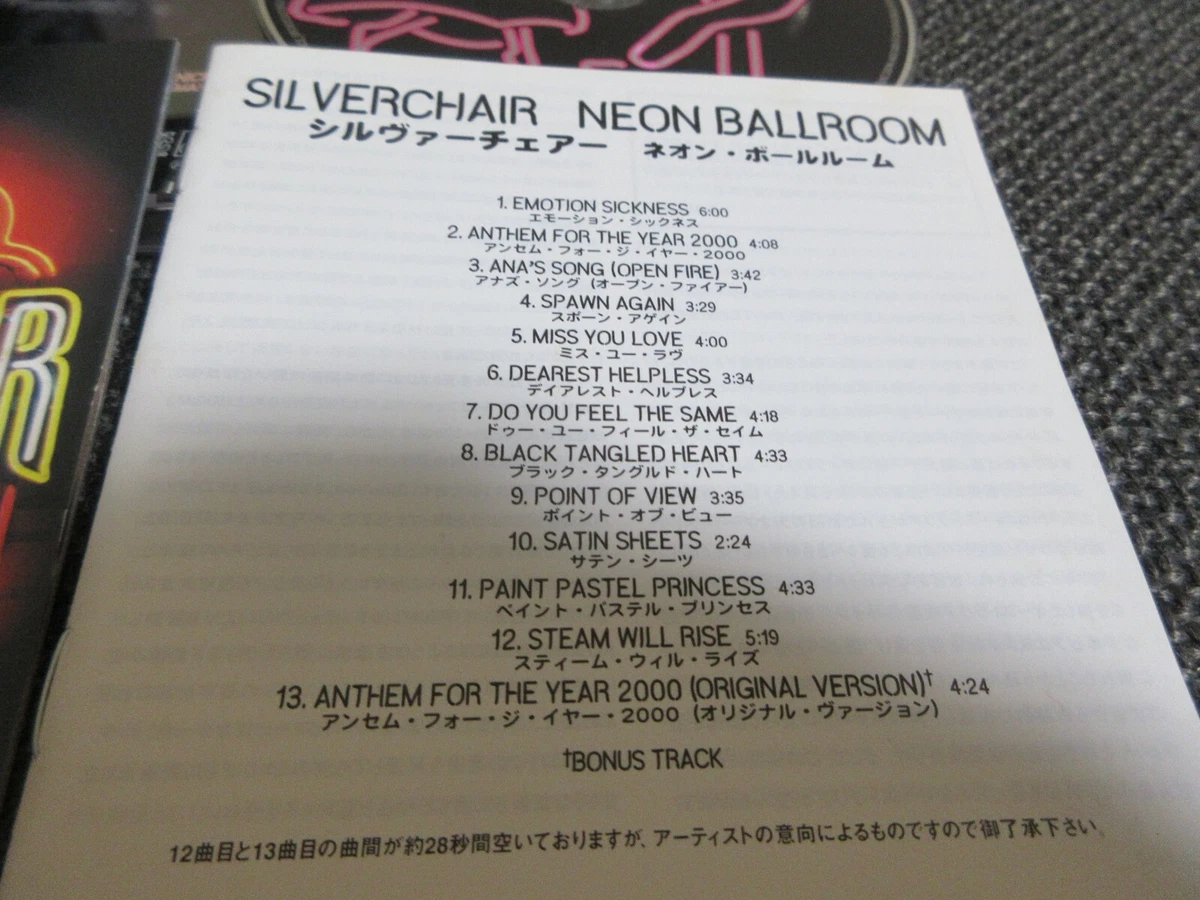 SILVERCHAIR NEON BALLROOM
シルヴァーチェアー ネオン・ボールルーム
1. EMOTION SICKNESS 6:00
エモーション・シックネス
2. ANTHEM FOR THE YEAR 2000 4:08
アンセム・フォー・ジ・イヤー・2000
3. ANA'S SONG (OPEN FIRE) 3:42
アナズ・ソング (オープン・ファイアー)
4. SPAWN AGAIN 3:29
スポーン・アゲイン
5. MISS YOU LOVE 4:00
ミス・ユー・ラヴ
6. DEAREST HELPLESS 3:34
デイアレスト・ヘルプレス
7. DO YOU FEEL THE SAME 4:18
ドゥー・ユー・フィール・ザ・セイム
8. BLACK TANGLED HEART 4:33
ブラック・タングルド・ハート
9. POINT OF VIEW 3:35
ポイント・オブ・ビュー
10. SATIN SHEETS 2:24
サテン・シーツ
11. PAINT PASTEL PRINCESS 4:33
ペイント・パステル・プリンセス
12. STEAM WILL RISE 5:19
スティーム・ウィル・ライズ
13. ANTHEM FOR THE YEAR 2000 (ORIGINAL VERSION)† 4:24
アンセム・フォー・ジ・イヤー・2000 (オリジナル・ヴァージョン)
†BONUS TRACK
12曲目と13曲目の曲間が約28秒間空いておりますが、アーティストの意向によるものですので御了承下さい。
R